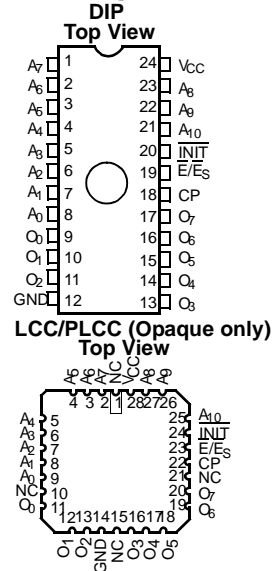 DIP
Top View
A7 1 24 VCC
A6 2 23 A8
A5 3 22 A9
A4 4 21 A10
A3 5 20 INIT
A2 6 19 E/ES
A1 7 18 CP
A0 8 17 O7
O0 9 16 O6
O1 10 15 O5
O2 11 14 O4
GND 12 13 O3
LCC/PLCC (Opaque only)
Top View
A5 A6 A7 NC VCC A8 A9
4 3 2 1 28 27 26
A4 5 25 A10
A3 6 24 INIT
A2 7 23 E/ES
A1 8 22 CP
A0 9 21 NC
NC 10 20 O7
O0 11 19 O6
12 13 14 15 16 17 18
O1 O2 GND NC O3 O4 O5